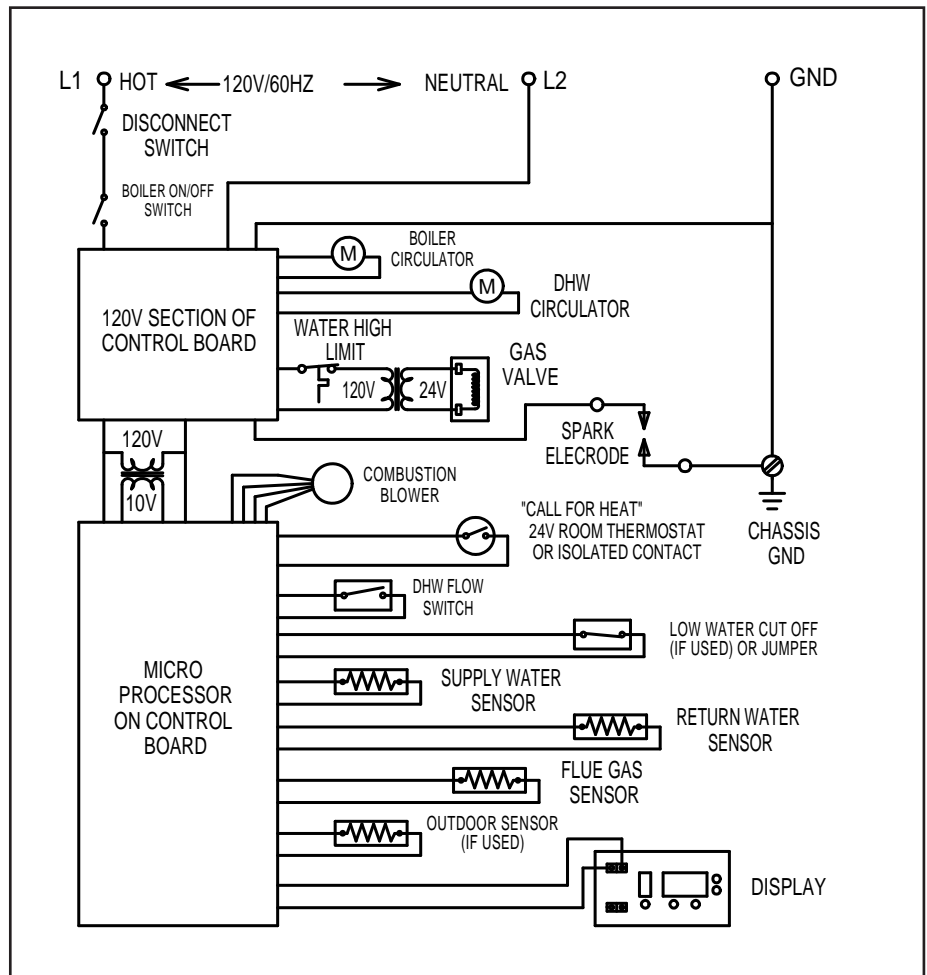 L1 HOT 120V/60HZ NEUTRAL L2 GND
DISCONNECT
SWITCH
BOILER ON/OFF
SWITCH
120V SECTION OF
CONTROL BOARD
M
BOILER
CIRCULATOR
M
DHW
CIRCULATOR
WATER HIGH
LIMIT
120V
24V
GAS
VALVE
SPARK
ELECRODE
CHASSIS
GND
120V
10V
COMBUSTION
BLOWER
"CALL FOR HEAT"
24V ROOM THERMOSTAT
OR ISOLATED CONTACT
DHW FLOW
SWITCH
LOW WATER CUT OFF
(IF USED) OR JUMPER
MICRO
PROCESSOR
ON CONTROL
BOARD
SUPPLY WATER
SENSOR
RETURN WATER
SENSOR
FLUE GAS
SENSOR
OUTDOOR SENSOR
(IF USED)
DISPLAY